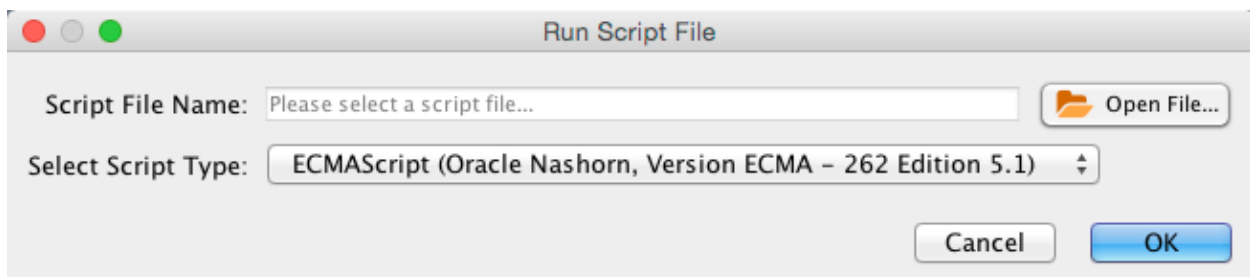 Run Script File
Script File Name: Please select a script file... Open File...
Select Script Type: ECMAScript (Oracle Nashorn, Version ECMA – 262 Edition 5.1)
Cancel OK